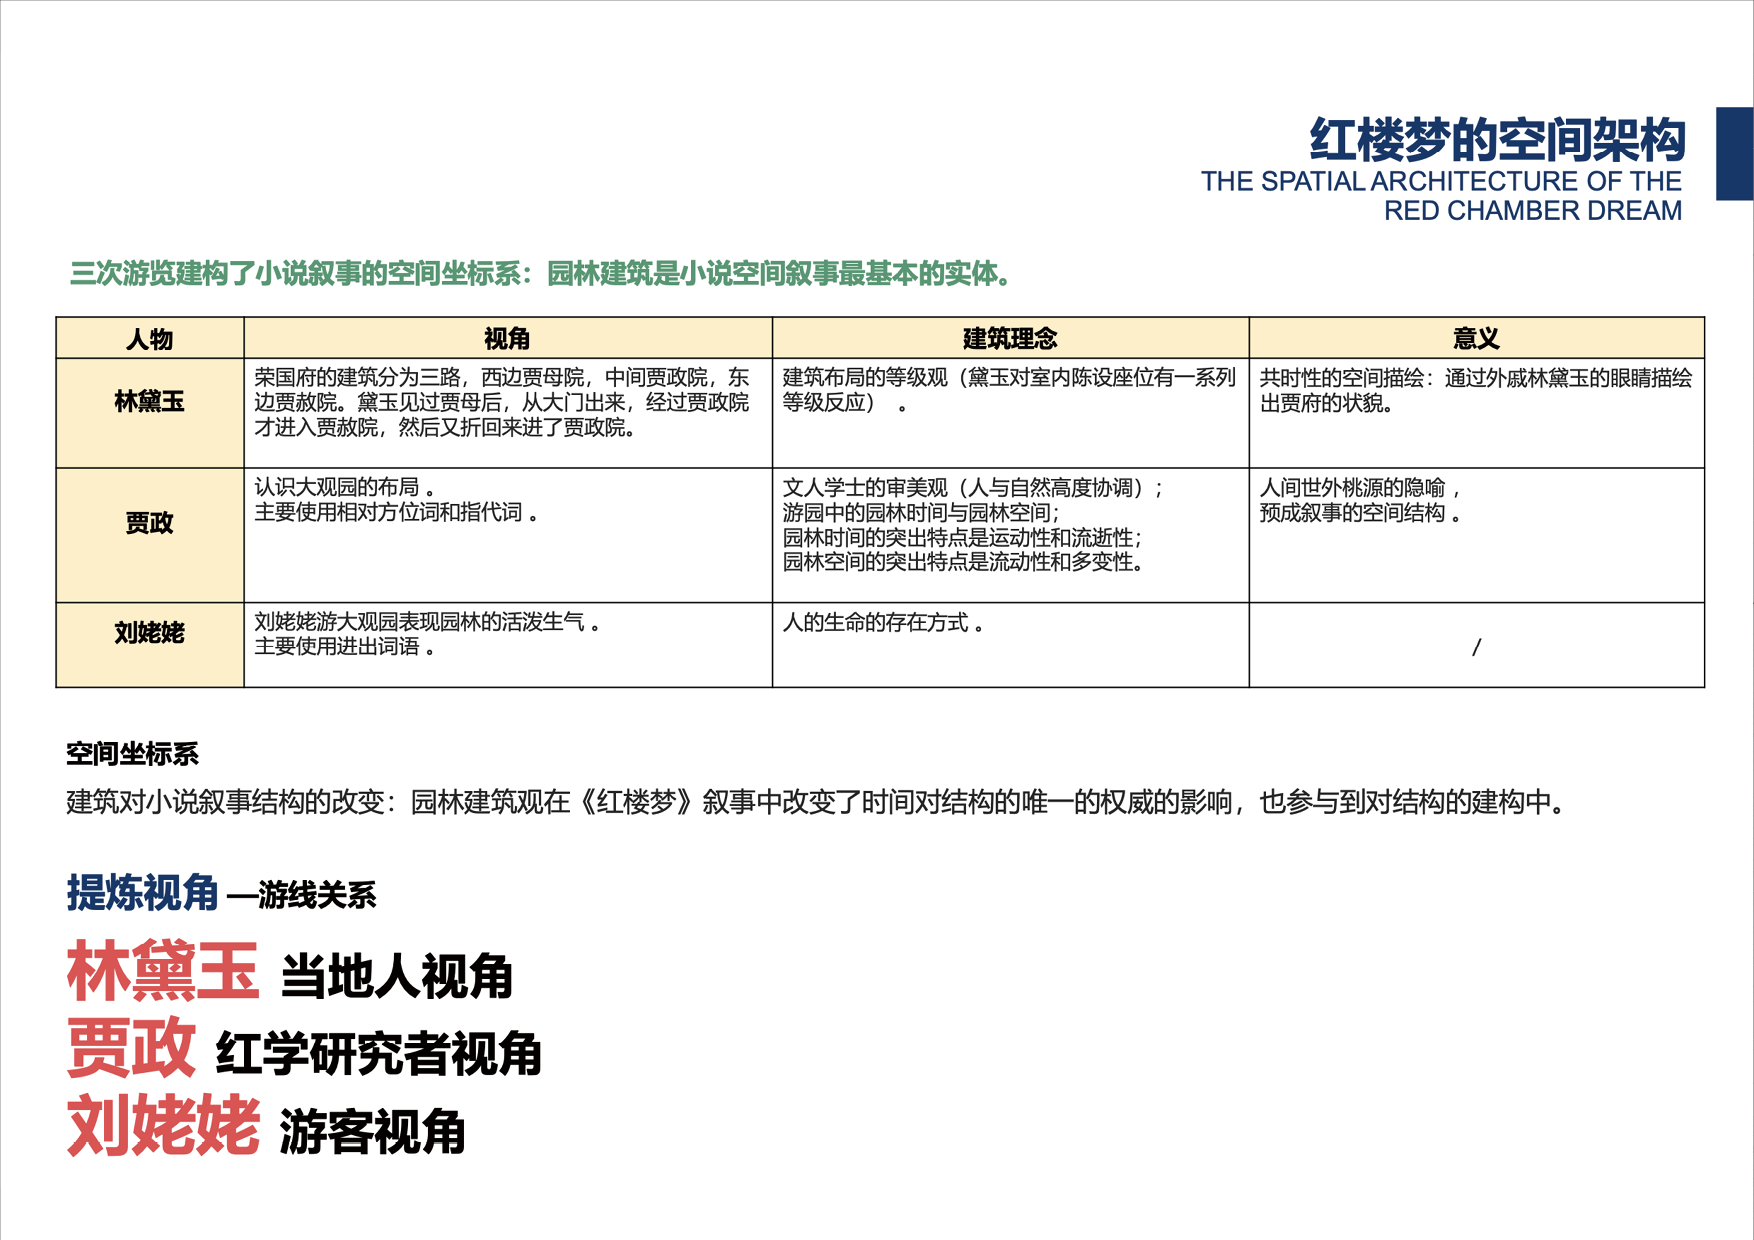 红楼梦的空间架构
THE SPATIAL ARCHITECTURE OF THE
RED CHAMBER DREAM
三次游览建构了小说叙事的空间坐标系：园林建筑是小说空间叙事最基本的实体。
人物 视角 建筑理念 意义
林黛玉
荣国府的建筑分为三路，西边贾母院，中间贾政院，东
边贾赦院。黛玉见过贾母后，从大门出来，经过贾政院
才进入贾赦院，然后又折回来进了贾政院。
建筑布局的等级观（黛玉对室内陈设座位有一系列
等级反应） 。
共时性的空间描绘：通过外戚林黛玉的眼睛描绘
出贾府的状貌。
贾政
认识大观园的布局 。
主要使用相对方位词和指代词 。
文人学士的审美观（人与自然高度协调）；
游园中的园林时间与园林空间；
园林时间的突出特点是运动性和流逝性；
园林空间的突出特点是流动性和多变性。
人间世外桃源的隐喻 ，
预成叙事的空间结构 。
刘姥姥
刘姥姥游大观园表现园林的活泼生气 。
主要使用进出词语 。
人的生命的存在方式 。
/
空间坐标系
建筑对小说叙事结构的改变：园林建筑观在《红楼梦》叙事中改变了时间对结构的唯一的权威的影响，也参与到对结构的建构中。
提炼视角 —游线关系
林黛玉 当地人视角
贾政 红学研究者视角
刘姥姥 游客视角